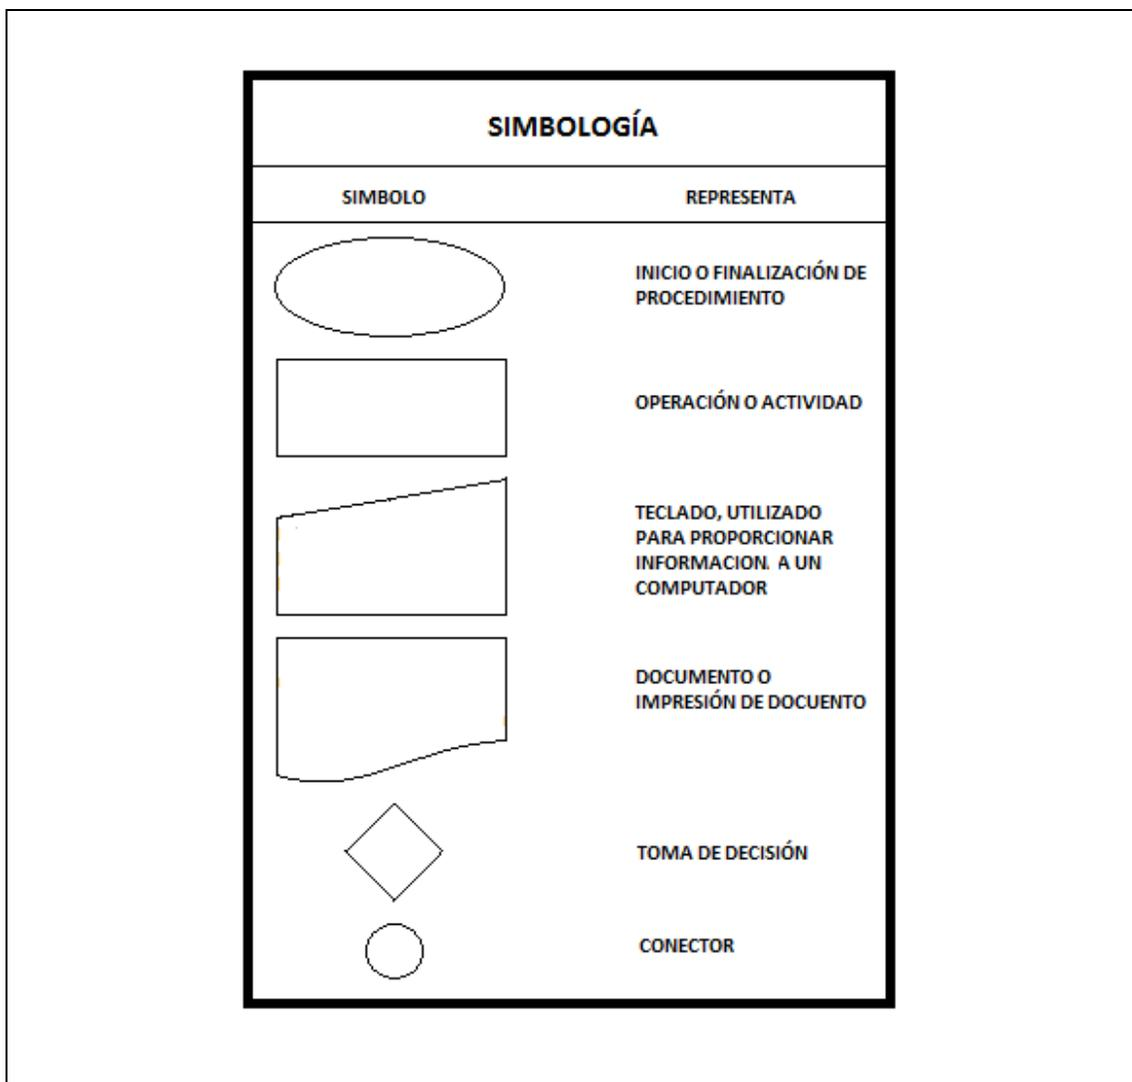 SIMBOLOGÍA
SIMBOLO REPRESENTA
INICIO O FINALIZACIÓN DE
PROCEDIMIENTO
OPERACIÓN O ACTIVIDAD
TECLADO, UTILIZADO
PARA PROPORCIONAR
INFORMACION. A UN
COMPUTADOR
DOCUMENTO O
IMPRESIÓN DE DOCUENTO
TOMA DE DECISIÓN
CONECTOR